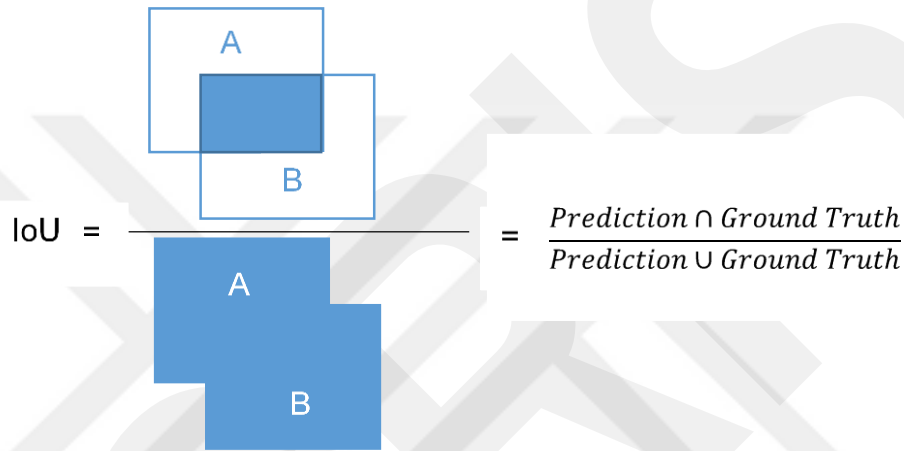 A
B
IoU = = Prediction ∩ Ground Truth
Prediction ∪ Ground Truth
A
B